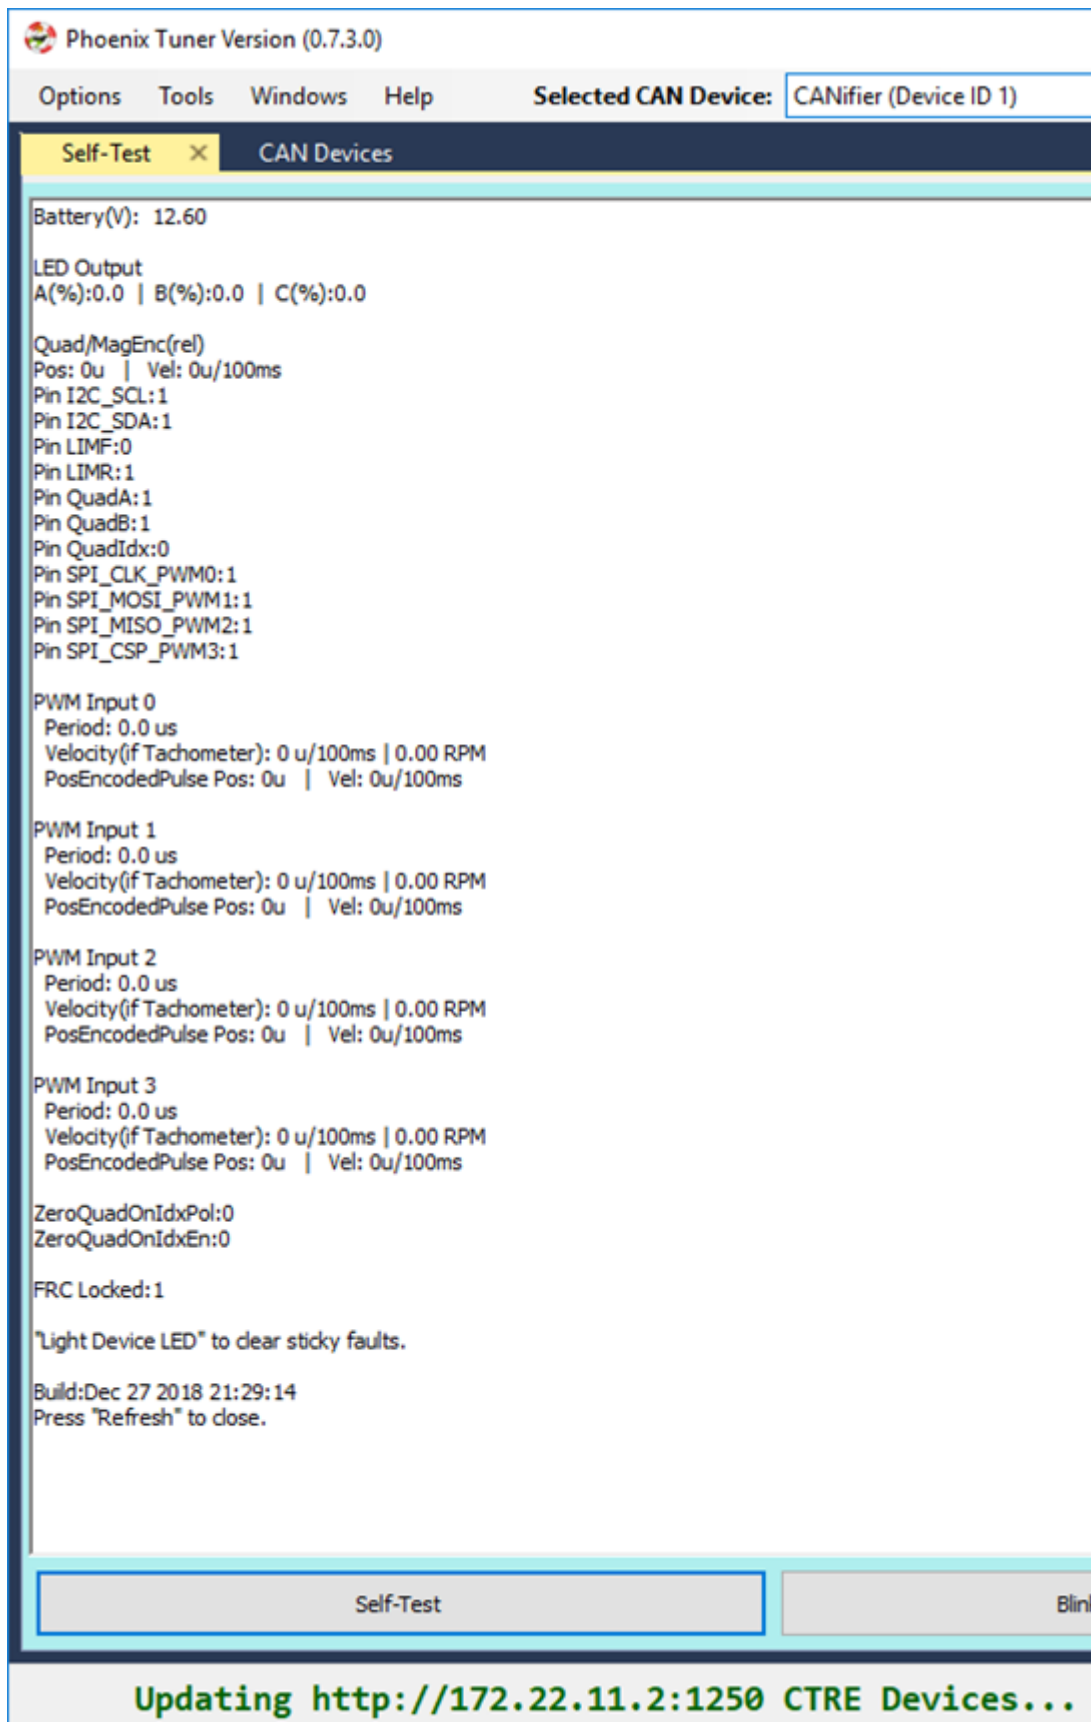 Phoenix Tuner Version (0.7.3.0)
Options Tools Windows Help Selected CAN Device: CANifier (Device ID 1)
Self-Test × CAN Devices
Battery(V): 12.60
LED Output
A(%):0.0 | B(%):0.0 | C(%):0.0
Quad/MagEnc(rel)
Pos: 0u | Vel: 0u/100ms
Pin I2C_SCL:1
Pin I2C_SDA:1
Pin LIMF:0
Pin LIMR:1
Pin QuadA:1
Pin QuadB:1
Pin QuadIdx:0
Pin SPI_CLK_PWM0:1
Pin SPI_MOSI_PWM1:1
Pin SPI_MISO_PWM2:1
Pin SPI_CSP_PWM3:1
PWM Input 0
Period: 0.0 us
Velocity(if Tachometer): 0 u/100ms | 0.00 RPM
PosEncodedPulse Pos: 0u | Vel: 0u/100ms
PWM Input 1
Period: 0.0 us
Velocity(if Tachometer): 0 u/100ms | 0.00 RPM
PosEncodedPulse Pos: 0u | Vel: 0u/100ms
PWM Input 2
Period: 0.0 us
Velocity(if Tachometer): 0 u/100ms | 0.00 RPM
PosEncodedPulse Pos: 0u | Vel: 0u/100ms
PWM Input 3
Period: 0.0 us
Velocity(if Tachometer): 0 u/100ms | 0.00 RPM
PosEncodedPulse Pos: 0u | Vel: 0u/100ms
ZeroQuadOnIdxPol:0
ZeroQuadOnIdxEn:0
FRC Locked:1
"Light Device LED" to clear sticky faults.
Build:Dec 27 2018 21:29:14
Press "Refresh" to close.
Self-Test
Updating http://172.22.11.2:1250 CTRE Devices...